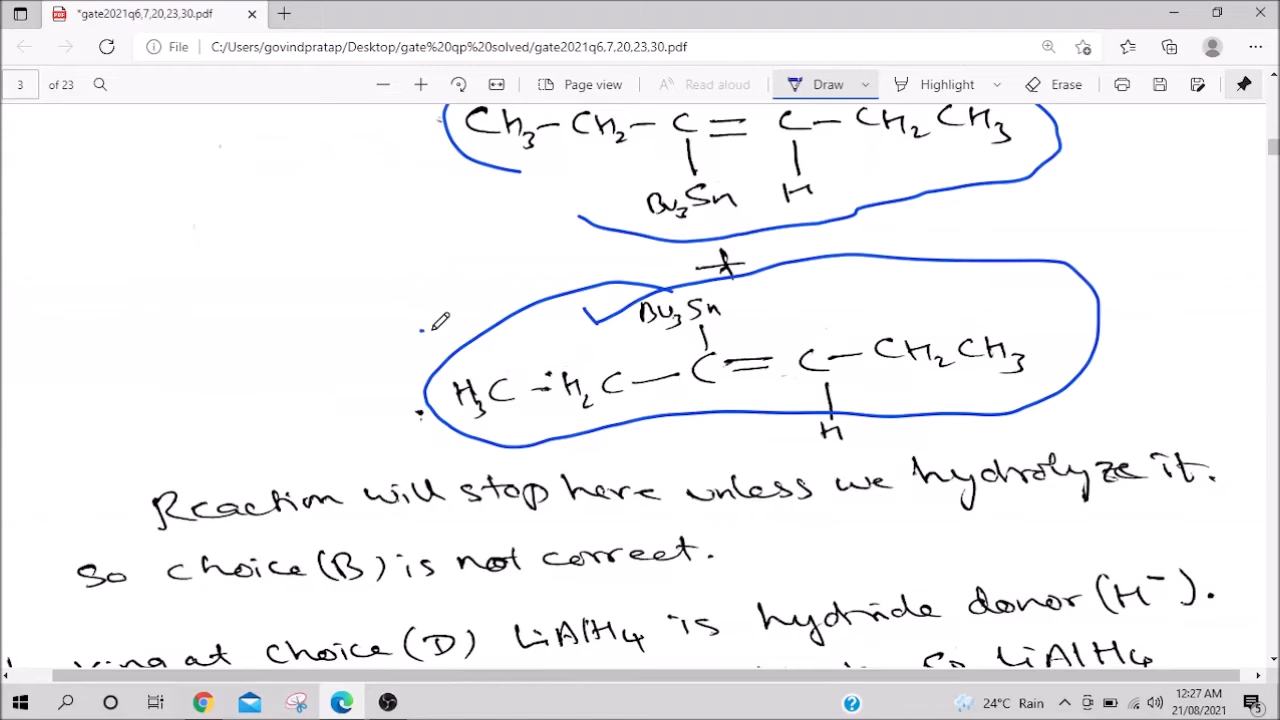 *gate2021q6,7,20,23,30.pdf
File C:/Users/govindpratap/Desktop/gate%20qp%20solved/gate2021q6,7,20,23,30.pdf
3 of 23 Page view Read aloud Draw Highlight Erase
CH3-CH2-C=C-CH2CH3
Bu3Sn H
+
Bu3Sn
H3C-H2C-C=C-CH2CH3
H
Reaction will stop here unless we hydrolyze it.
So choice (B) is not correct.
at choice (D) LiAlH4 is hydride donor (H-).
So LiAlH4
24°C Rain 12:27 AM
21/08/2021 5